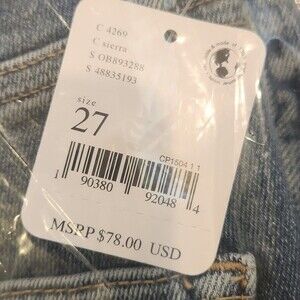 C 4269
C sierra
S OB893288
S 48835193
size
27
CP1504 1 1
1 90380 92048 4
MSRP $78.00 USD